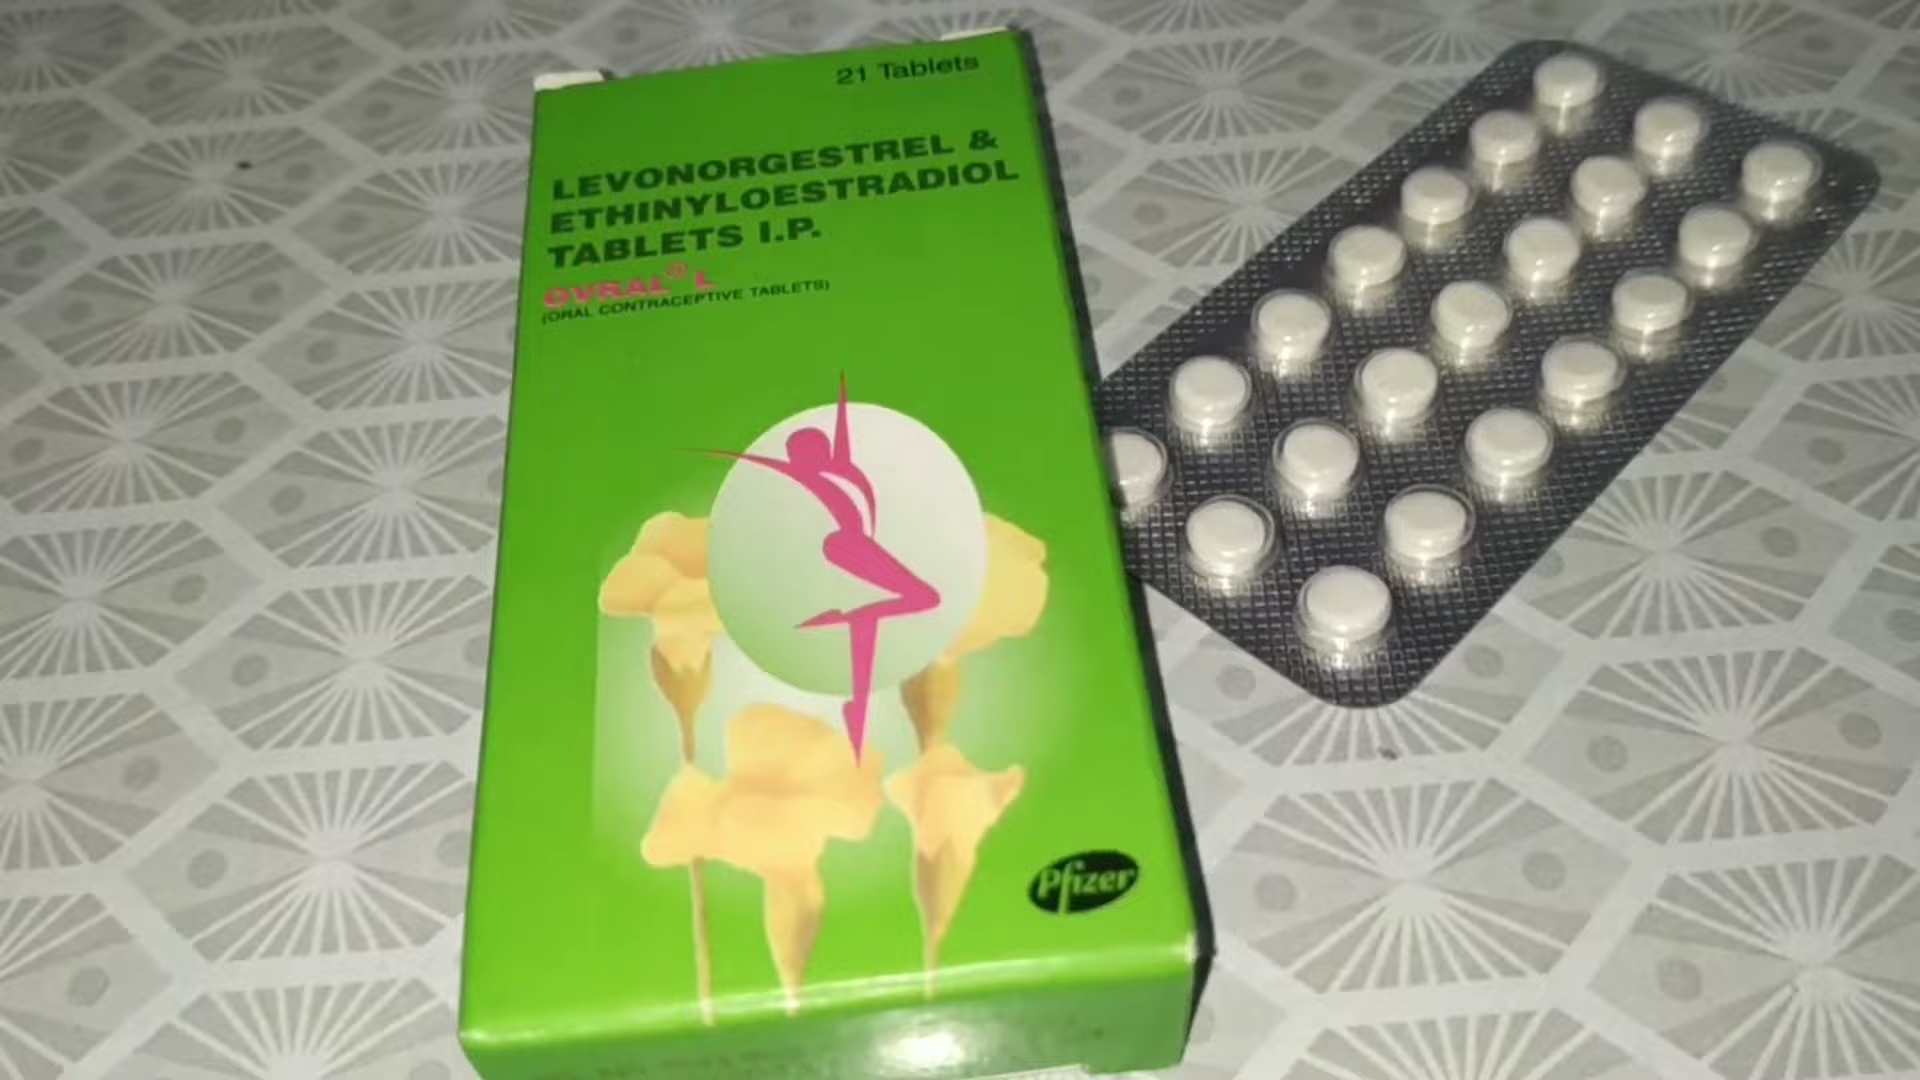 21 Tablets
LEVONORGESTREL &
ETHINYLOESTRADIOL
TABLETS I.P.
OVRAL® L
(ORAL CONTRACEPTIVE TABLETS)
Pfizer